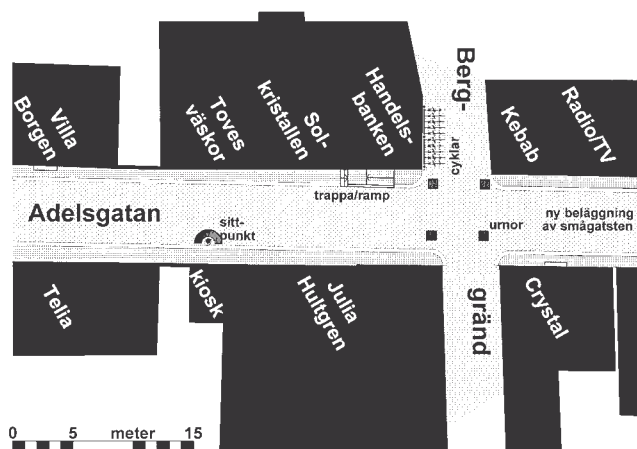 Villa
Borgen
Toves
väskor
Sol-
kristallen
Handels-
banken
Berg-
cyklar
Kebab
Radio/TV
trappa/ramp
Adelsgatan
sitt-
punkt
urnor
ny beläggning
av smågatsten
Telia
kiosk
Julia
Hultgren
gränd
Crystal
0 5 meter 15